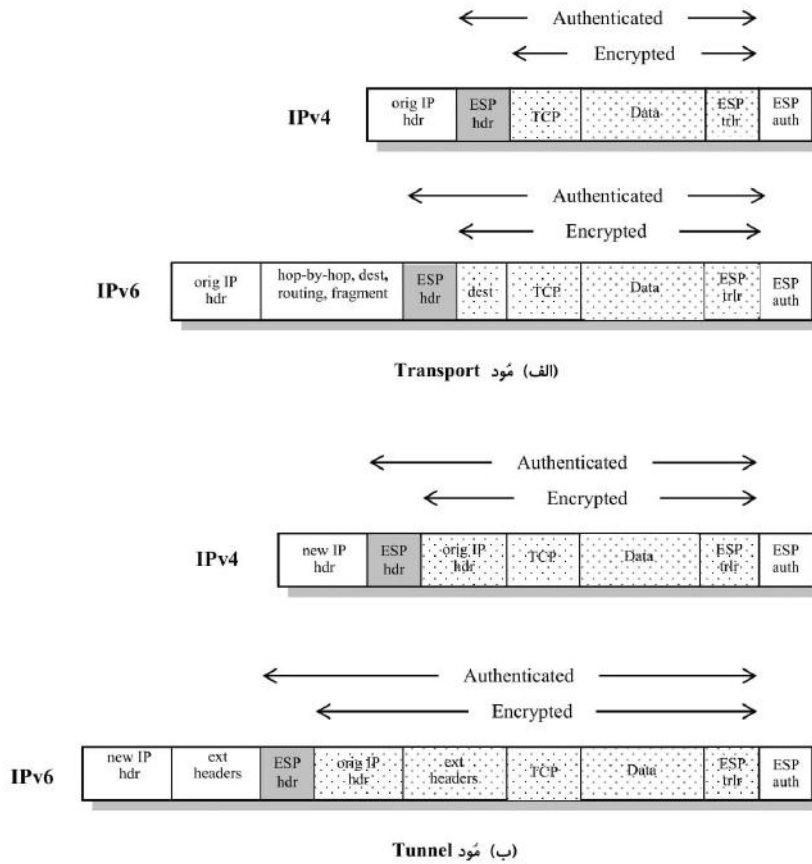 Authenticated
Encrypted
IPv4
orig IP hdr
ESP hdr
TCP
Data
ESP trlr
ESP auth
Authenticated
Encrypted
IPv6
orig IP hdr
hop-by-hop, dest, routing, fragment
ESP hdr
dest
TCP
Data
ESP trlr
ESP auth
(الف) مُود Transport
Authenticated
Encrypted
IPv4
new IP hdr
ESP hdr
orig IP hdr
TCP
Data
ESP trlr
ESP auth
Authenticated
Encrypted
IPv6
new IP hdr
ext headers
ESP hdr
orig IP hdr
ext headers
TCP
Data
ESP trlr
ESP auth
(ب) مُود Tunnel